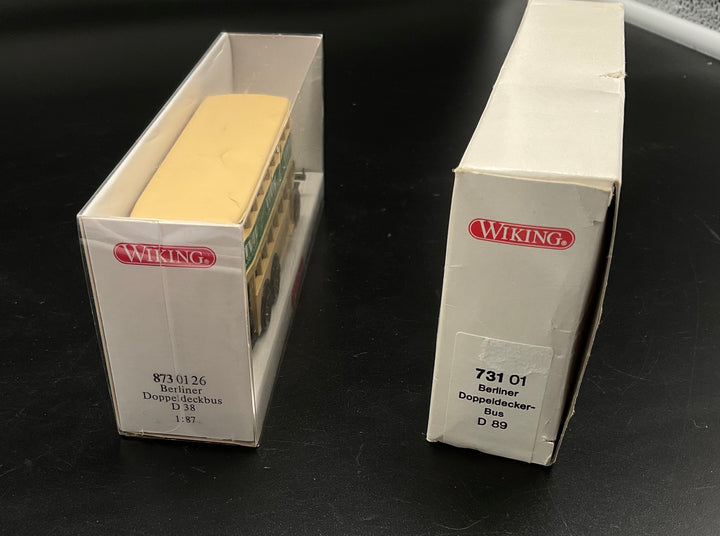 WIKING®
873 01 26
Berliner
Doppeldeckbus
D 38
1:87
WIKING®
731 01
Berliner
Doppeldecker-
Bus
D 89